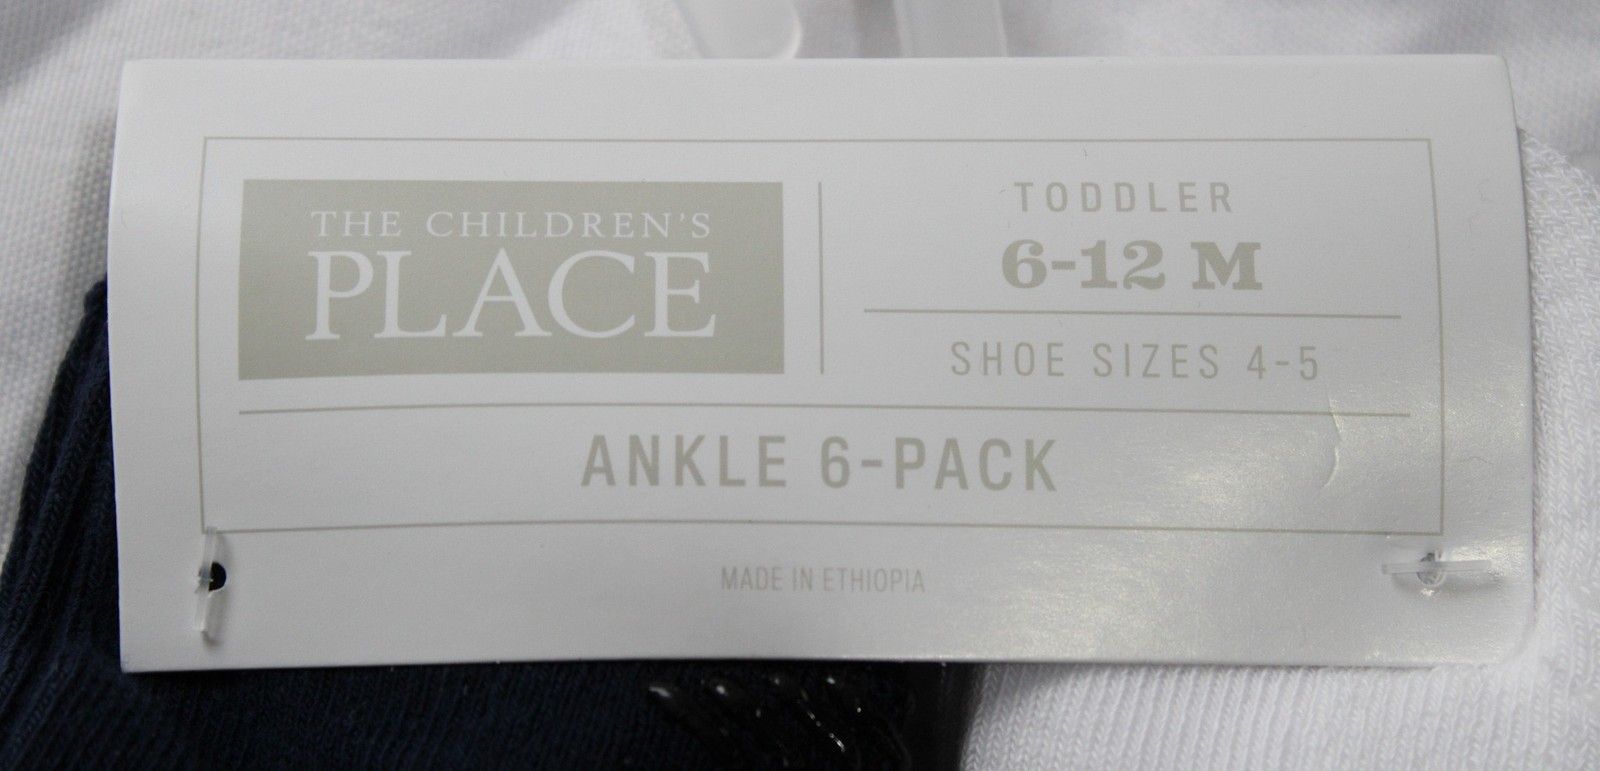 THE CHILDREN'S
PLACE
TODDLER
6-12 M
SHOE SIZES 4-5
ANKLE 6-PACK
MADE IN ETHIOPIA